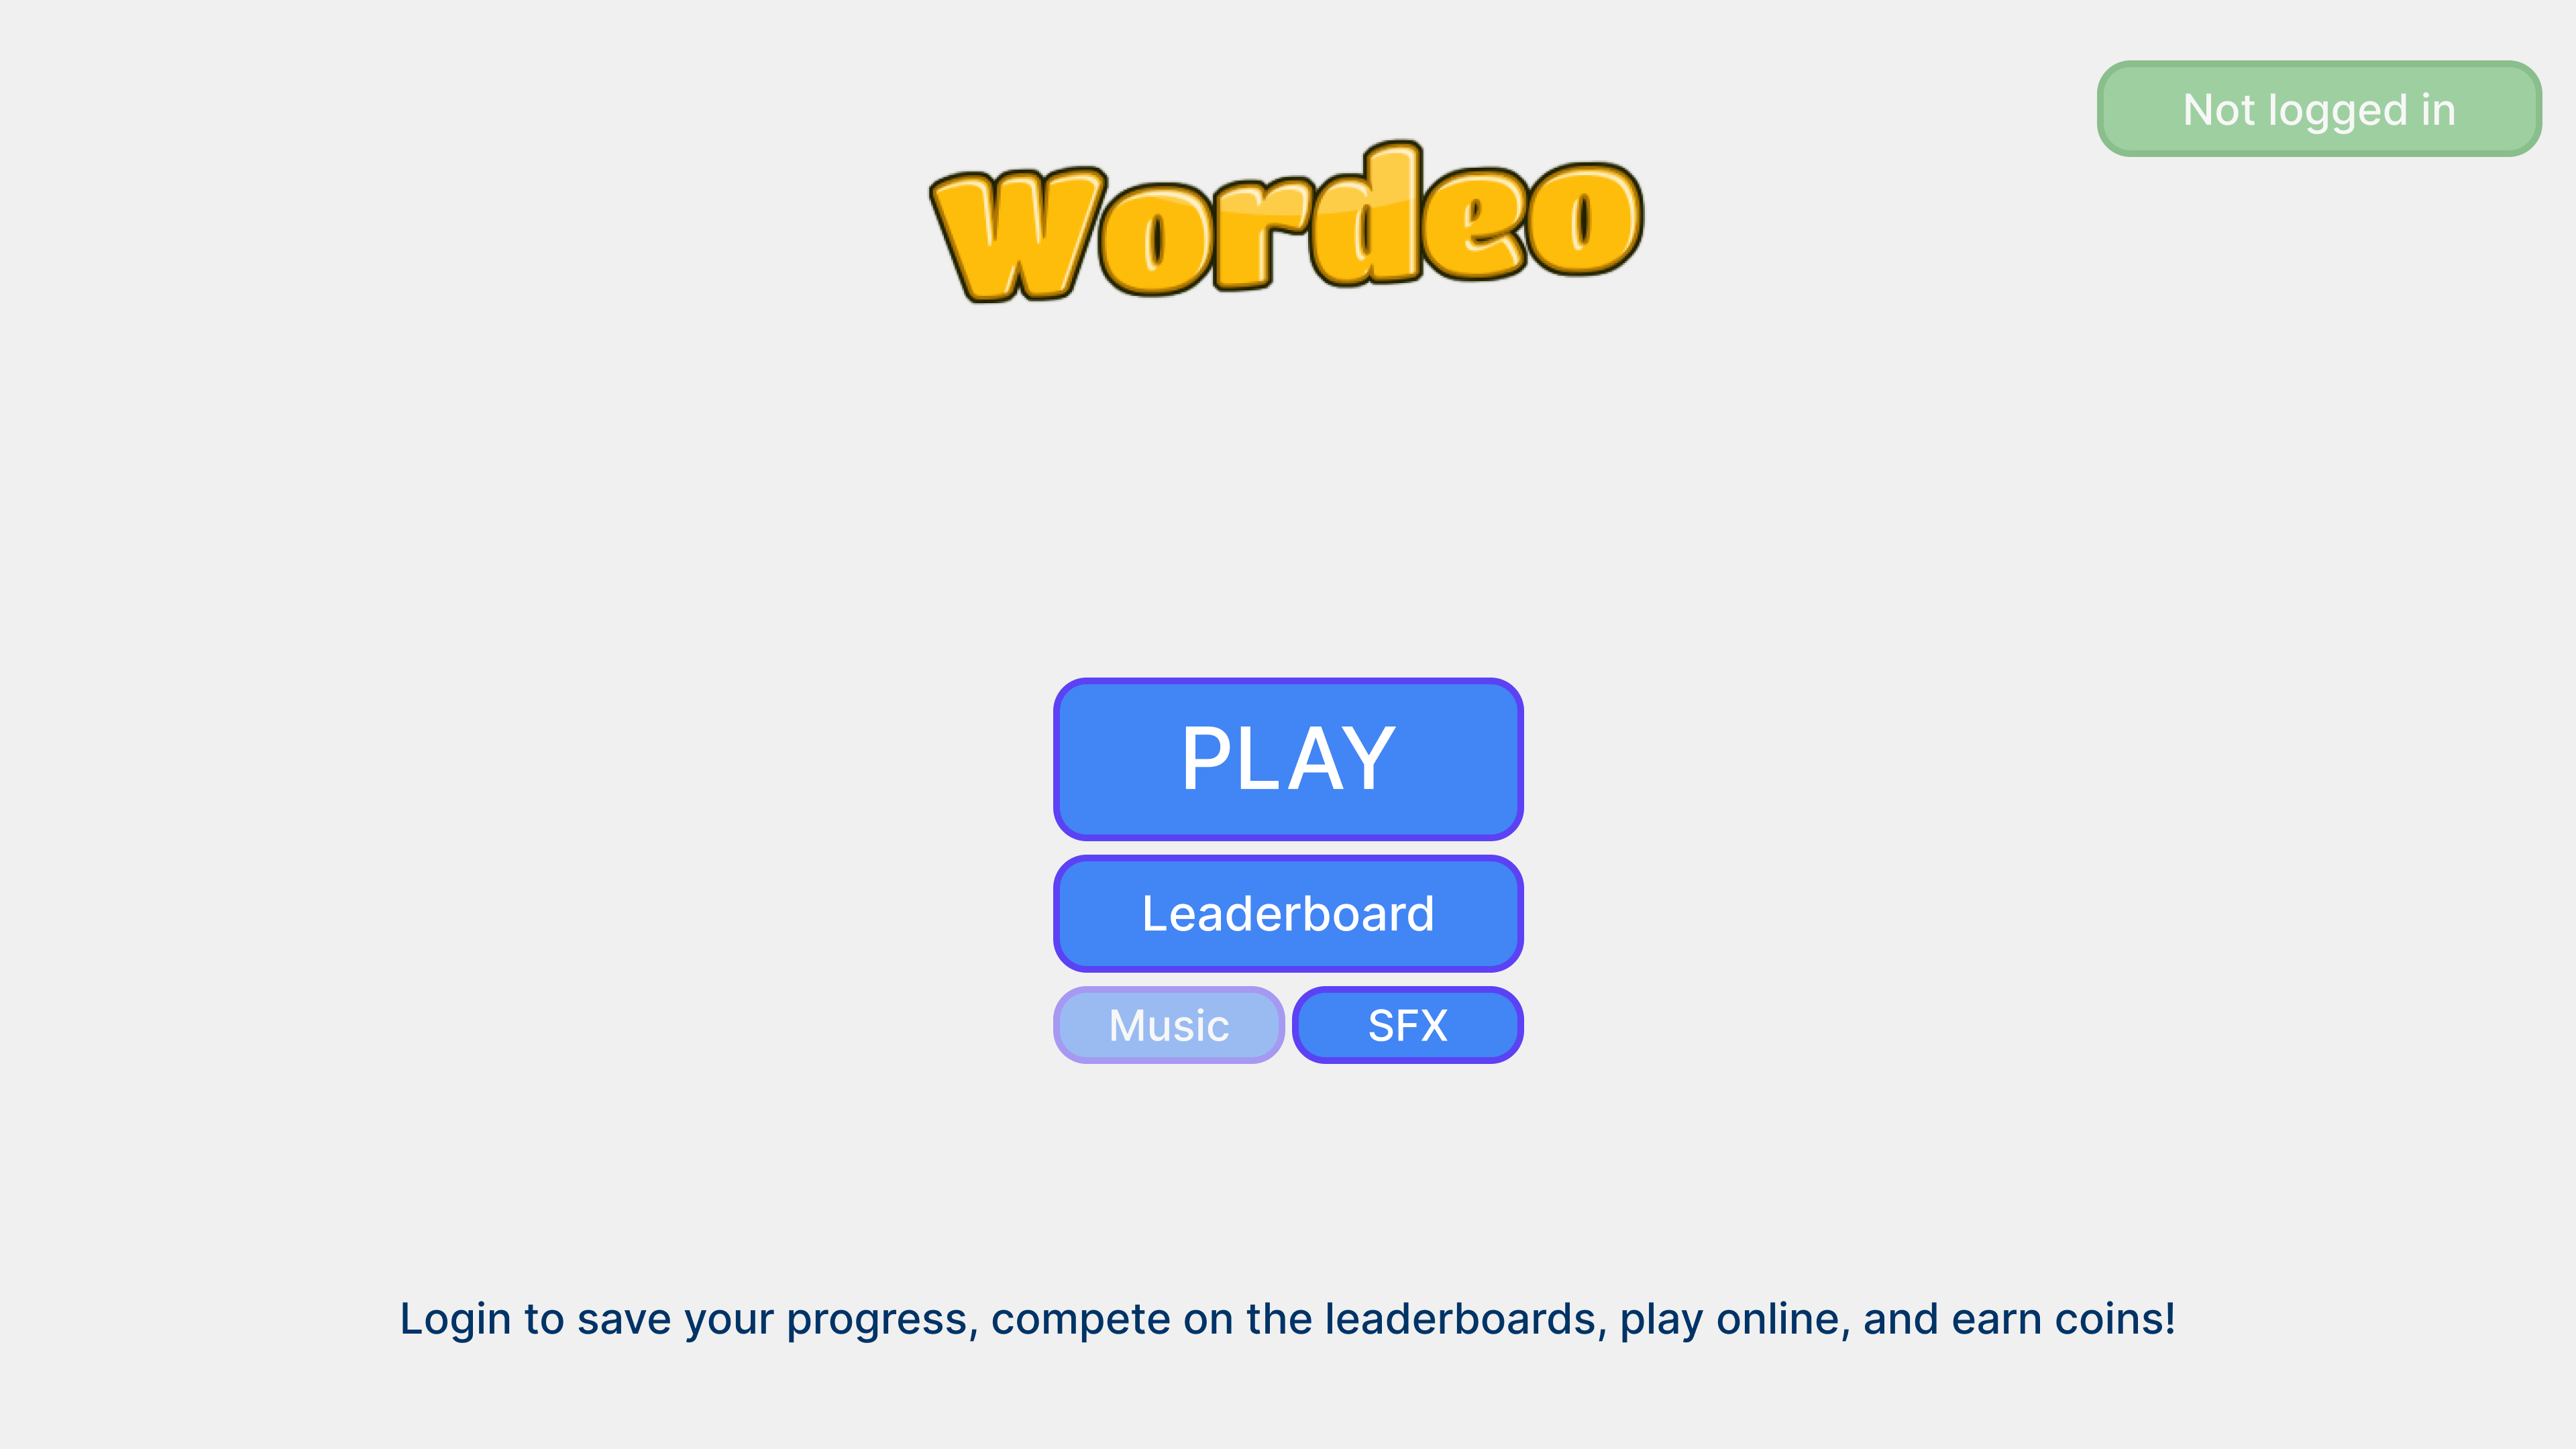 Not logged in
Wordeo
PLAY
Leaderboard
Music SFX
Login to save your progress, compete on the leaderboards, play online, and earn coins!